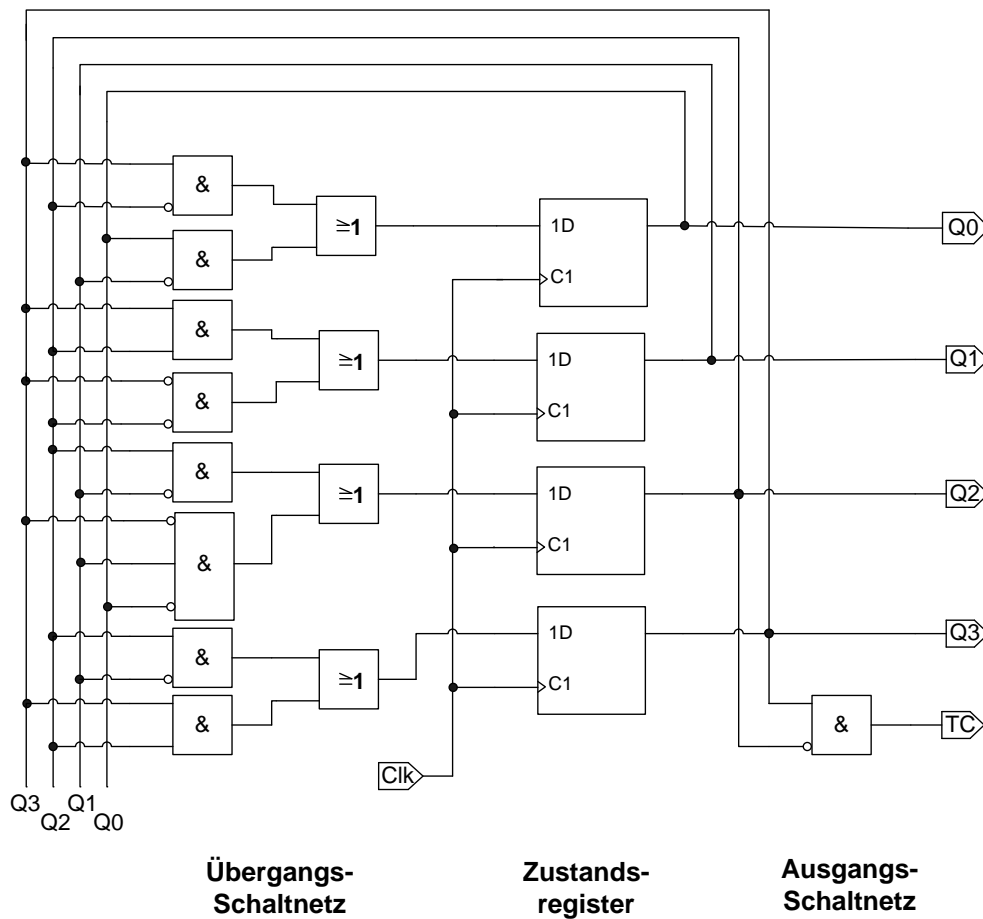 &
≥1
1D
C1
Q0
&
&
≥1
1D
C1
Q1
&
&
≥1
1D
C1
Q2
&
&
≥1
1D
C1
Q3
&
&
&
TC
Clk
Q3
Q2
Q1
Q0
Übergangs-
Schaltnetz
Zustands-
register
Ausgangs-
Schaltnetz